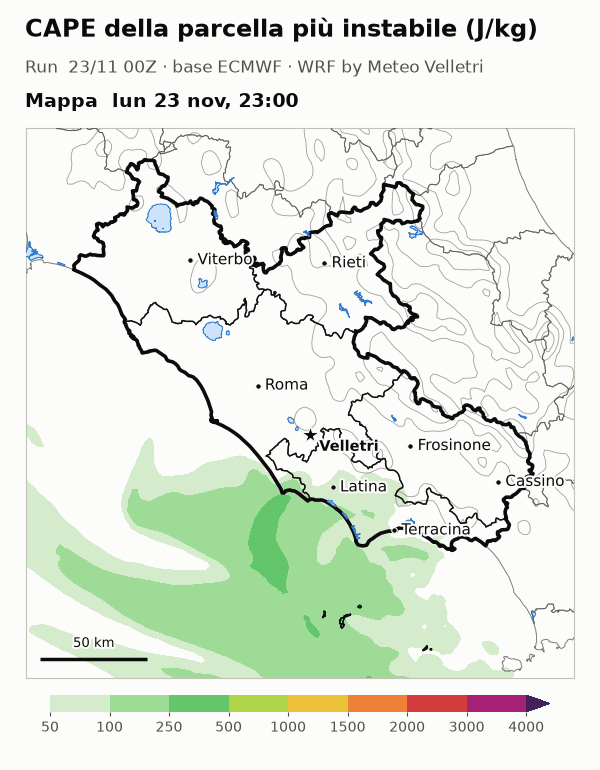 CAPE della parcella più instabile (J/kg)
Run  23/11 00Z · base ECMWF · WRF by Meteo Velletri
Mappa  lun 23 nov, 23:00
Viterbo
Rieti
Roma
Velletri
Frosinone
Latina
Cassino
Terracina
50 km
50 100 250 500 1000 1500 2000 3000 4000